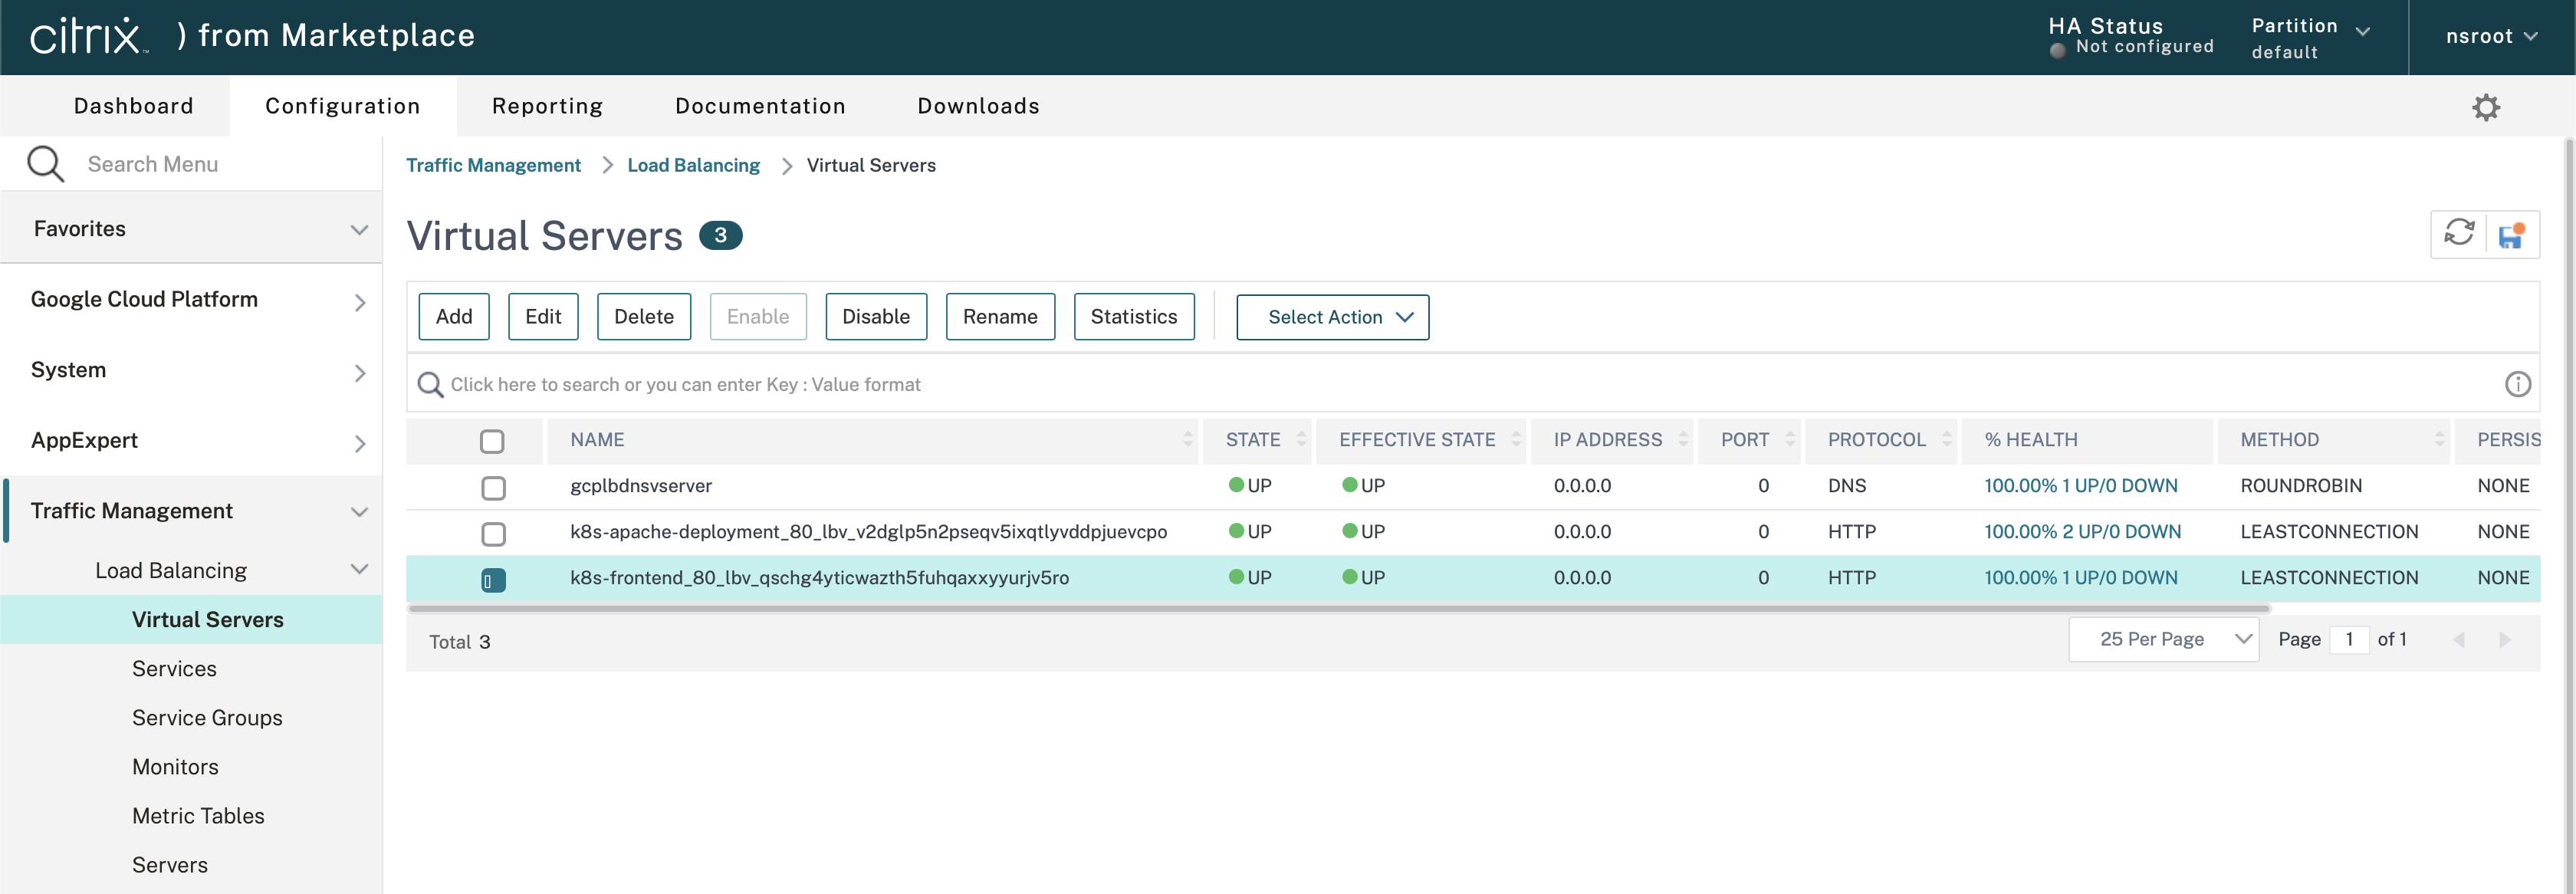 citrix™ ) from Marketplace
HA Status
Not configured
Partition
default
nsroot
Dashboard Configuration Reporting Documentation Downloads
Search Menu
Favorites
Google Cloud Platform
System
AppExpert
Traffic Management
Load Balancing
Virtual Servers
Services
Service Groups
Monitors
Metric Tables
Servers
Traffic Management > Load Balancing > Virtual Servers
Virtual Servers 3
Add Edit Delete Enable Disable Rename Statistics Select Action
Click here to search or you can enter Key : Value format
NAME STATE EFFECTIVE STATE IP ADDRESS PORT PROTOCOL % HEALTH METHOD PERSIS
gcplbdnsvserver UP UP 0.0.0.0 0 DNS 100.00% 1 UP/0 DOWN ROUNDROBIN NONE
k8s-apache-deployment_80_lbv_v2dglp5n2pseqv5ixqtlyvddpjuevcpo UP UP 0.0.0.0 0 HTTP 100.00% 2 UP/0 DOWN LEASTCONNECTION NONE
k8s-frontend_80_lbv_qschg4yticwazth5fuhqaxxyyurjv5ro UP UP 0.0.0.0 0 HTTP 100.00% 1 UP/0 DOWN LEASTCONNECTION NONE
Total 3
25 Per Page Page 1 of 1